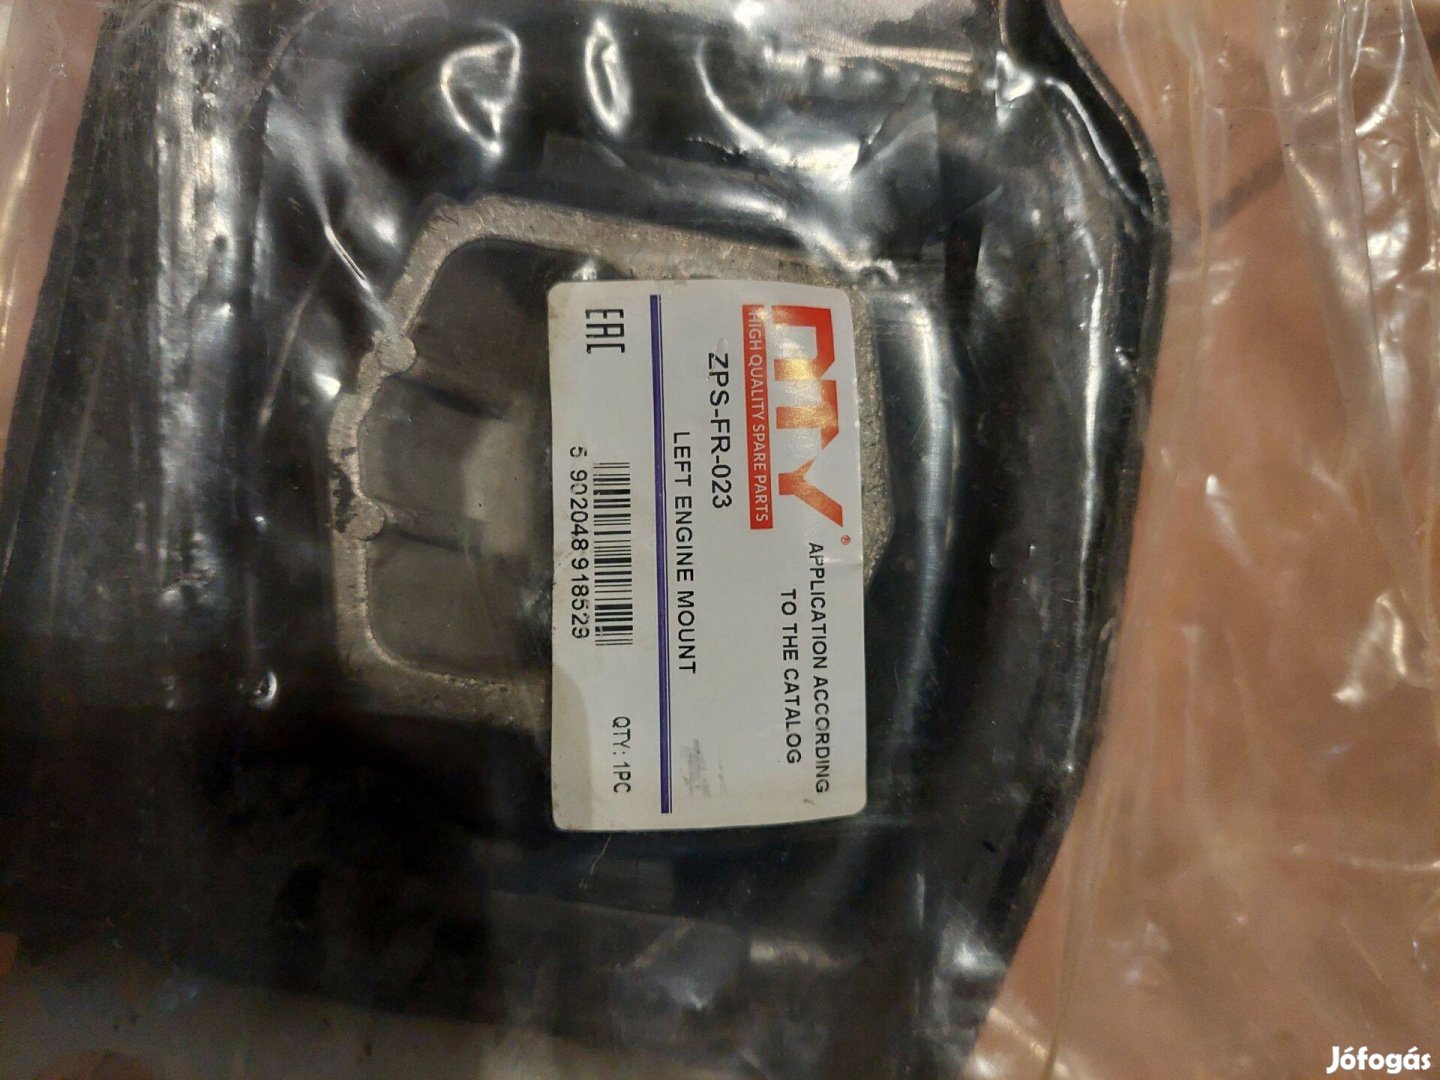 NTY®
HIGH QUALITY SPARE PARTS
APPLICATION ACCORDING
TO THE CATALOG
ZPS-FR-023
LEFT ENGINE MOUNT
EAC
5 902048 918529
QTY: 1PC
Jófogás